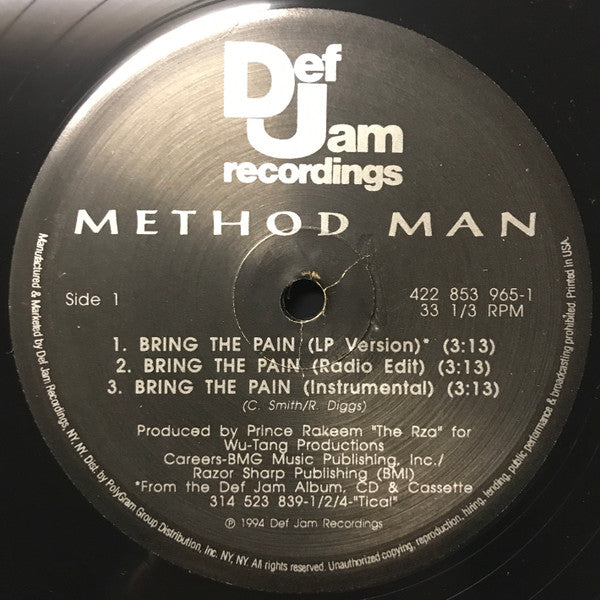 Def
Jam
recordings
METHOD MAN
Side 1
422 853 965-1
33 1/3 RPM
1. BRING THE PAIN (LP Version)* (3:13)
2. BRING THE PAIN (Radio Edit) (3:13)
3. BRING THE PAIN (Instrumental) (3:13)
(C. Smith/R. Diggs)
Produced by Prince Rakeem "The Rza" for
Wu-Tang Productions
Careers-BMG Music Publishing, Inc./
Razor Sharp Publishing (BMI)
*From the Def Jam Album, CD & Cassette
314 523 839-1/2/4-"Tical"
℗ 1994 Def Jam Recordings
Manufactured & Marketed by Def Jam Recordings, NY, NY. Dist. by PolyGram Group Distribution, Inc. NY, NY. All rights reserved. Unauthorized copying, reproduction, hiring, lending, public performance & broadcasting prohibited. Printed in USA.